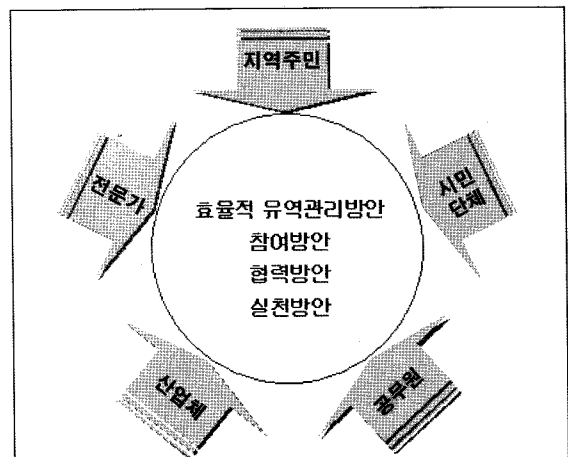 지역주민
전문가
시민
단체
효율적 유역관리방안
참여방안
협력방안
실천방안
산업체
공무원